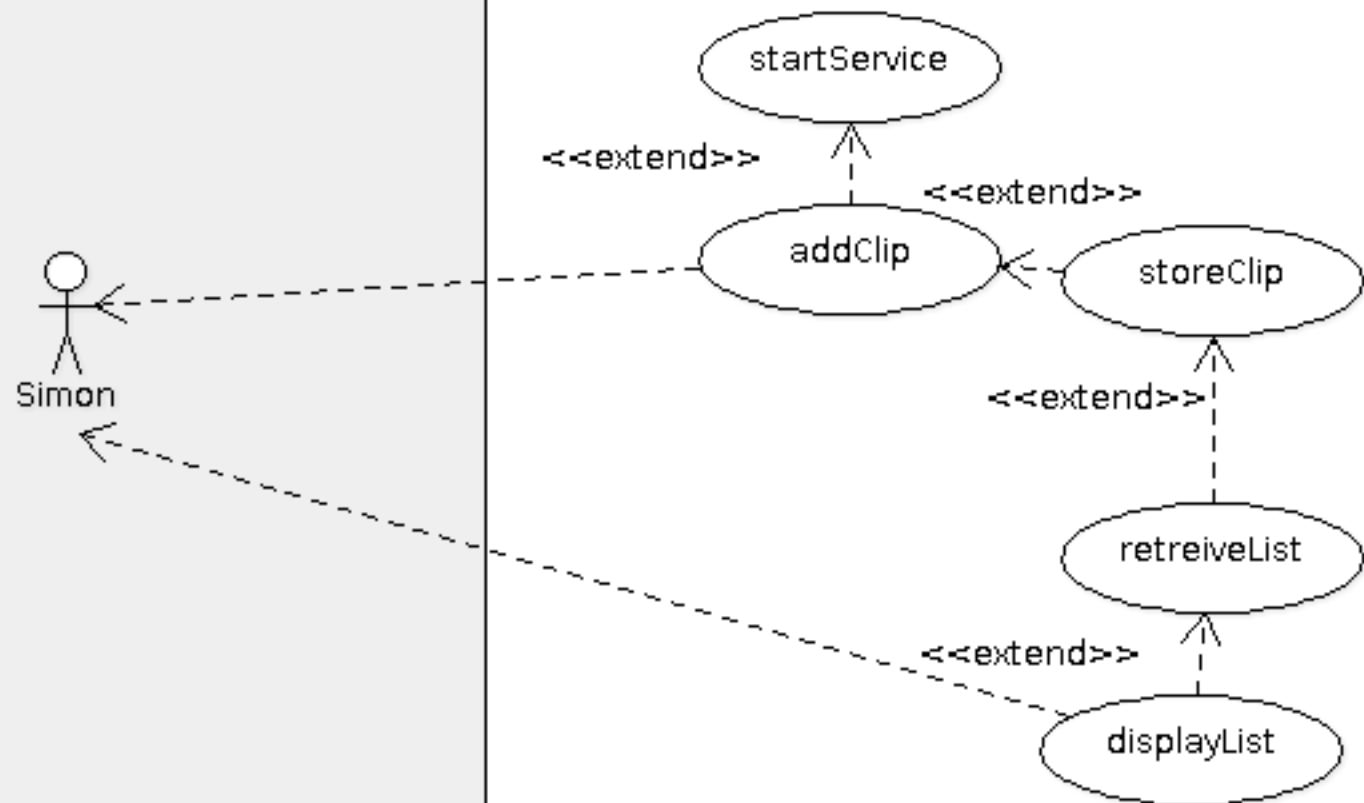 startService
<<extend>>
<<extend>>
addClip
storeClip
Simon
<<extend>>
retreiveList
<<extend>>
displayList